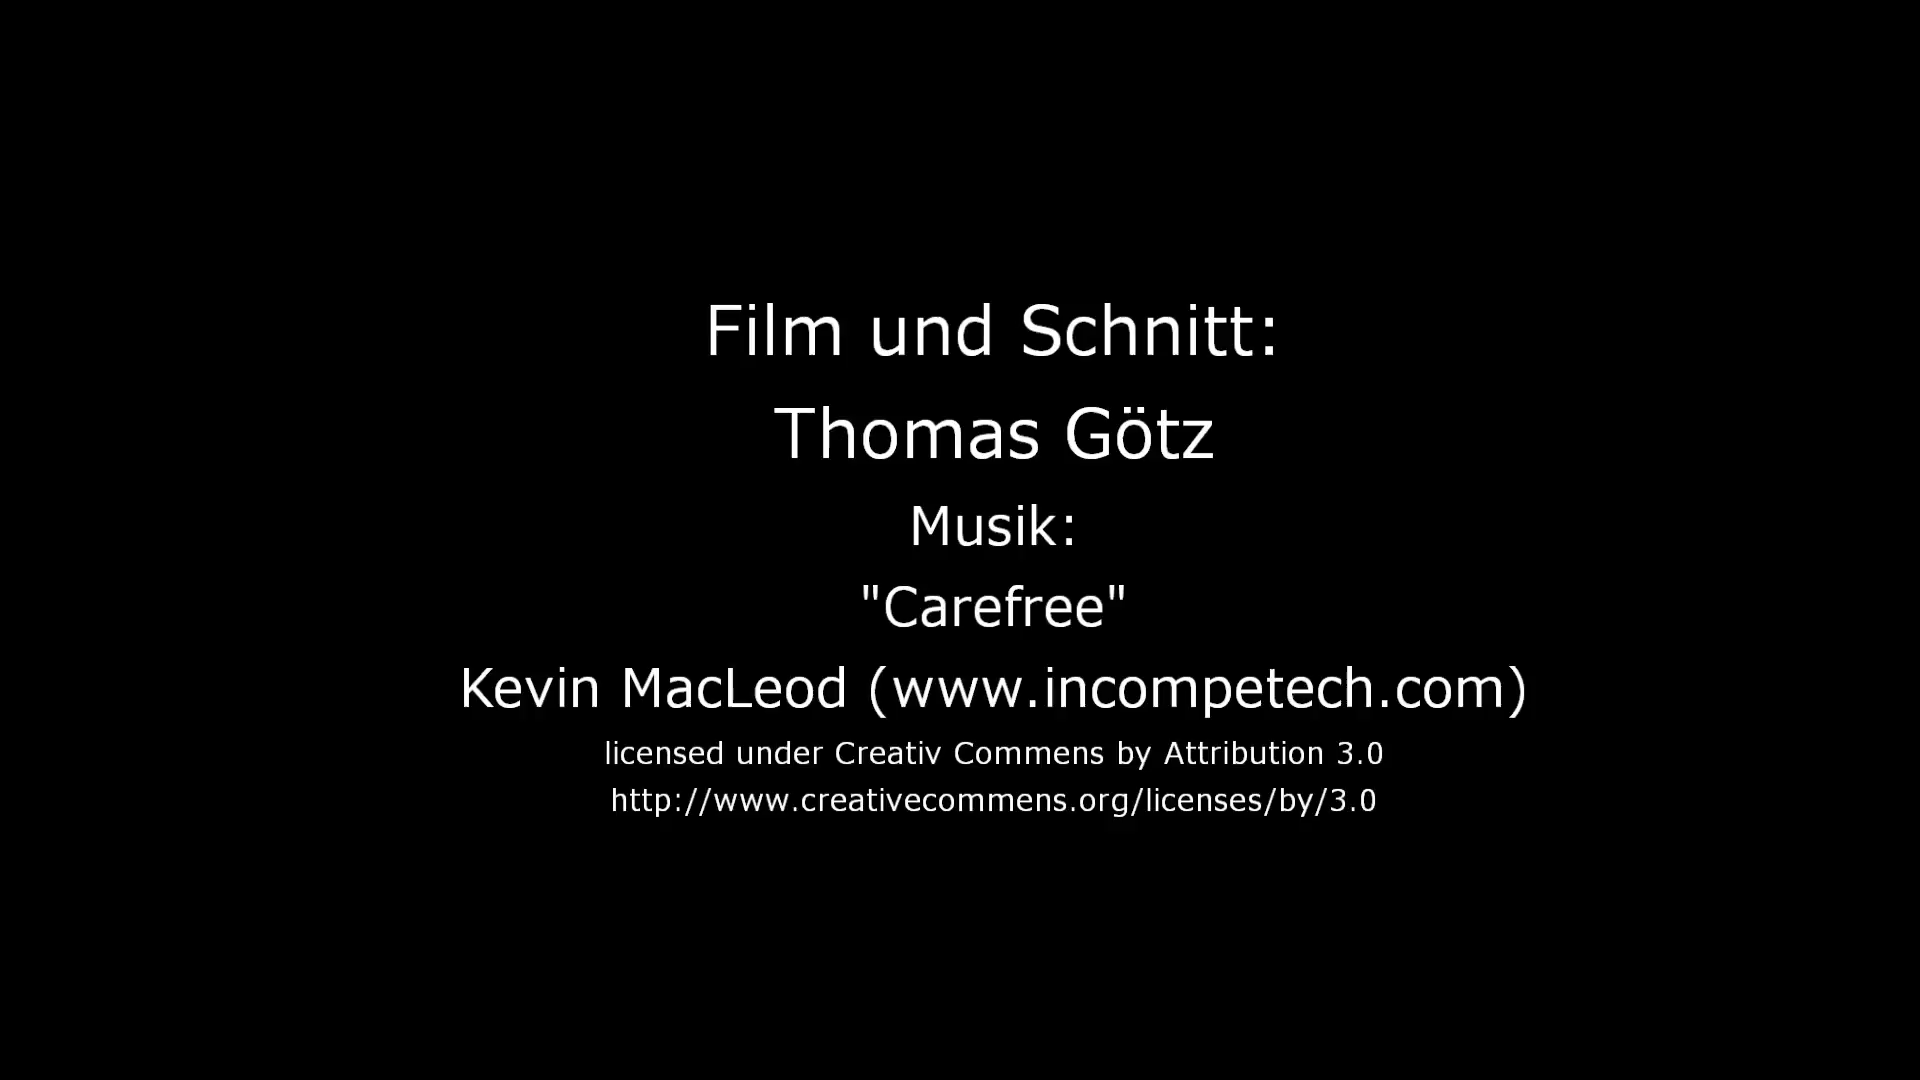 Film und Schnitt:
Thomas Götz
Musik:
"Carefree"
Kevin MacLeod (www.incompetech.com)
licensed under Creativ Commens by Attribution 3.0
http://www.creativecommens.org/licenses/by/3.0